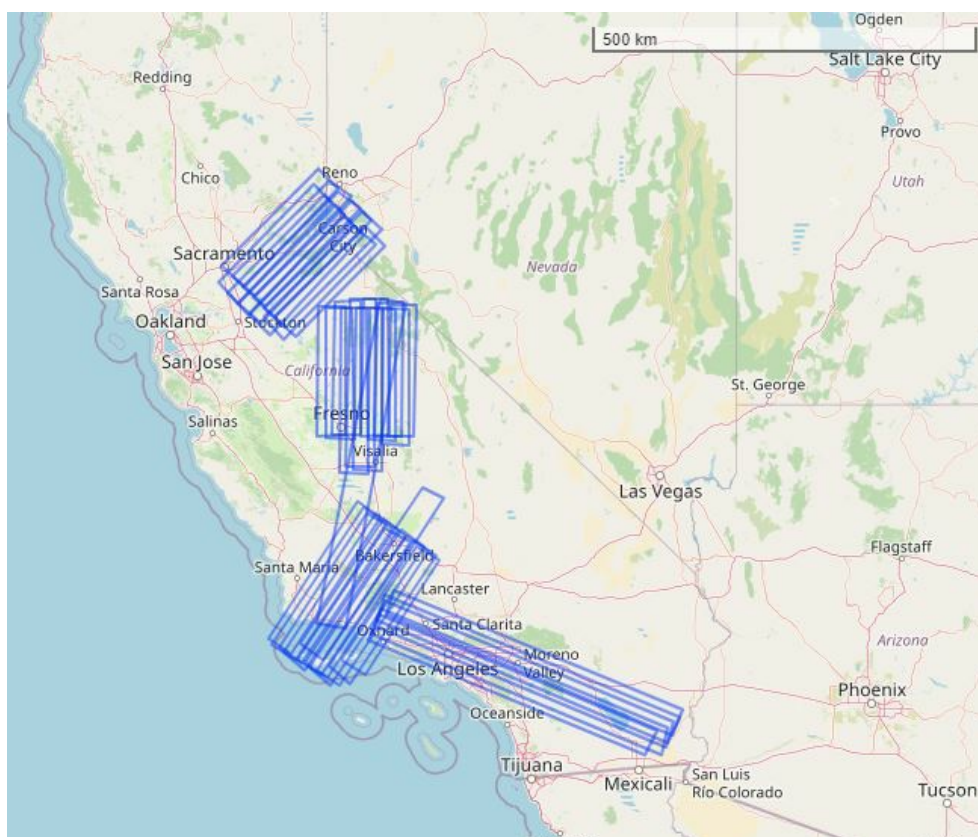 Ogden
500 km
Salt Lake City
Redding
Provo
Chico
Reno
Utah
Carson
City
Sacramento
Nevada
Santa Rosa
Oakland
Stockton
San Jose
California
St. George
Salinas
Fresno
Visalia
Las Vegas
Bakersfield
Flagstaff
Santa Maria
Lancaster
Santa Clarita
Oxnard
Moreno
Valley
Los Angeles
Arizona
Phoenix
Oceanside
Tijuana
Mexicali
San Luis
Río Colorado
Tucson